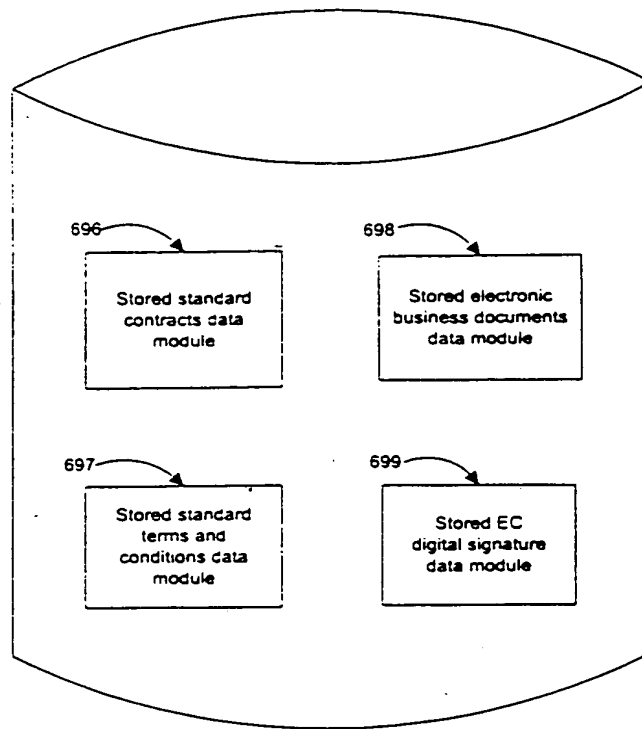 696
698
Stored standard
contracts data
module
Stored electronic
business documents
data module
697
699
Stored standard
terms and
conditions data
module
Stored EC
digital signature
data module